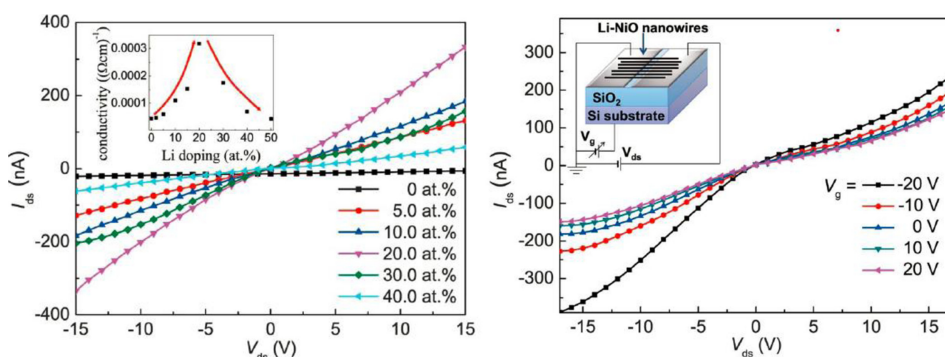 400
200
0
-200
-400
I_ds (nA)
0.0003
0.0002
0.0001
conductivity ((Ωcm)⁻¹
0 10 20 30 40 50
Li doping (at.%)
0 at.%
5.0 at.%
10.0 at.%
20.0 at.%
30.0 at.%
40.0 at.%
-15 -10 -5 0 5 10 15
V_ds (V)
300
200
100
0
-100
-200
-300
I_ds (nA)
Li-NiO nanowires
SiO₂
Si substrate
V_g
V_ds
V_g = -20 V
-10 V
0 V
10 V
20 V
-15 -10 -5 0 5 10 15
V_ds (V)